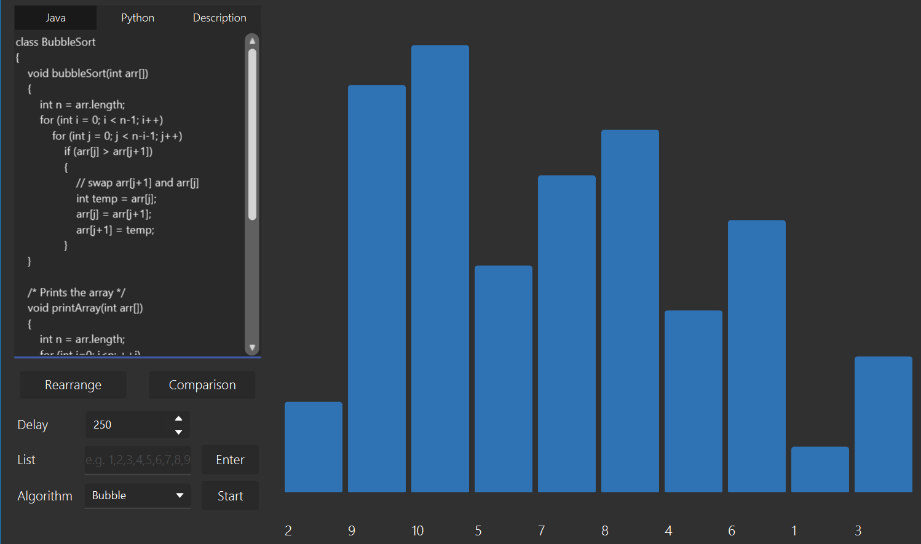 Java Python Description
class BubbleSort
{
void bubbleSort(int arr[])
{
int n = arr.length;
for (int i = 0; i < n-1; i++)
for (int j = 0; j < n-i-1; j++)
if (arr[j] > arr[j+1])
{
// swap arr[j+1] and arr[j]
int temp = arr[j];
arr[j] = arr[j+1];
arr[j+1] = temp;
}
}
/* Prints the array */
void printArray(int arr[])
{
int n = arr.length;
for (int i=0; i<n; ++i)
Rearrange Comparison
Delay 250
List e.g. 1,2,3,4,5,6,7,8,9 Enter
Algorithm Bubble Start
2 9 10 5 7 8 4 6 1 3